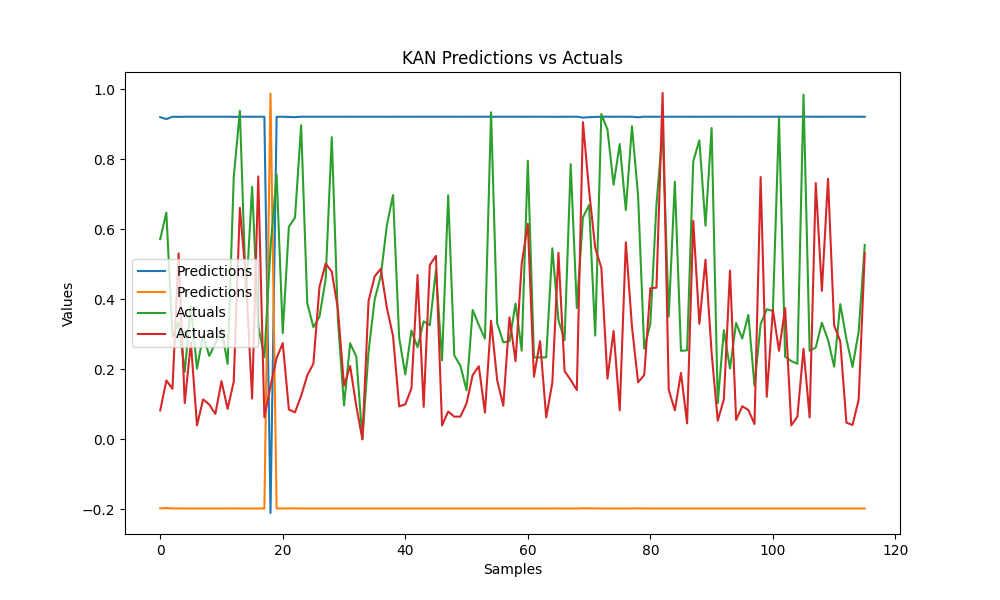 KAN Predictions vs Actuals
Values
1.0
0.8
0.6
0.4
0.2
0.0
−0.2
Predictions
Predictions
Actuals
Actuals
0 20 40 60 80 100 120
Samples